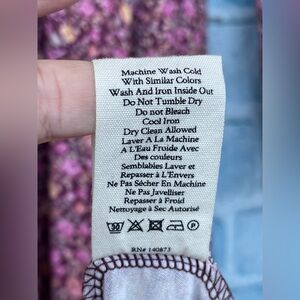 Machine Wash Cold
With Similar Colors
Wash And Iron Inside Out
Do Not Tumble Dry
Do not Bleach
Cool Iron
Dry Clean Allowed
Laver A La Machine
A L'Eau Froide Avec
Des couleurs
Semblables Laver et
Repasser à L'Envers
Ne Pas Sécher En Machine
Ne Pas Javelliser
Repasser à Froid
Nettoyage à Sec Autorisé
RN# 140873